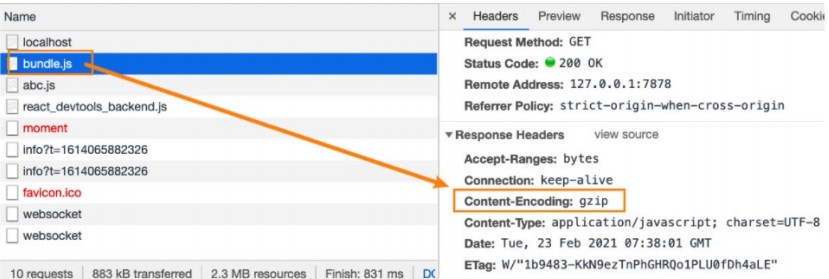 Name
localhost
bundle.js
abc.js
react_devtools_backend.js
moment
info?t=1614065882326
info?t=1614065882326
favicon.ico
websocket
websocket
10 requests 883 kB transferred 2.3 MB resources Finish: 831 ms
× Headers Preview Response Initiator Timing
Request Method: GET
Status Code: 200 OK
Remote Address: 127.0.0.1:7878
Referrer Policy: strict-origin-when-cross-origin
▼Response Headers view source
Accept-Ranges: bytes
Connection: keep-alive
Content-Encoding: gzip
Content-Type: application/javascript; charset=UTF-8
Date: Tue, 23 Feb 2021 07:38:01 GMT
ETag: W/"1b9483-KkN9ezTnPhGHRQo1PLU0fDh4aLE"